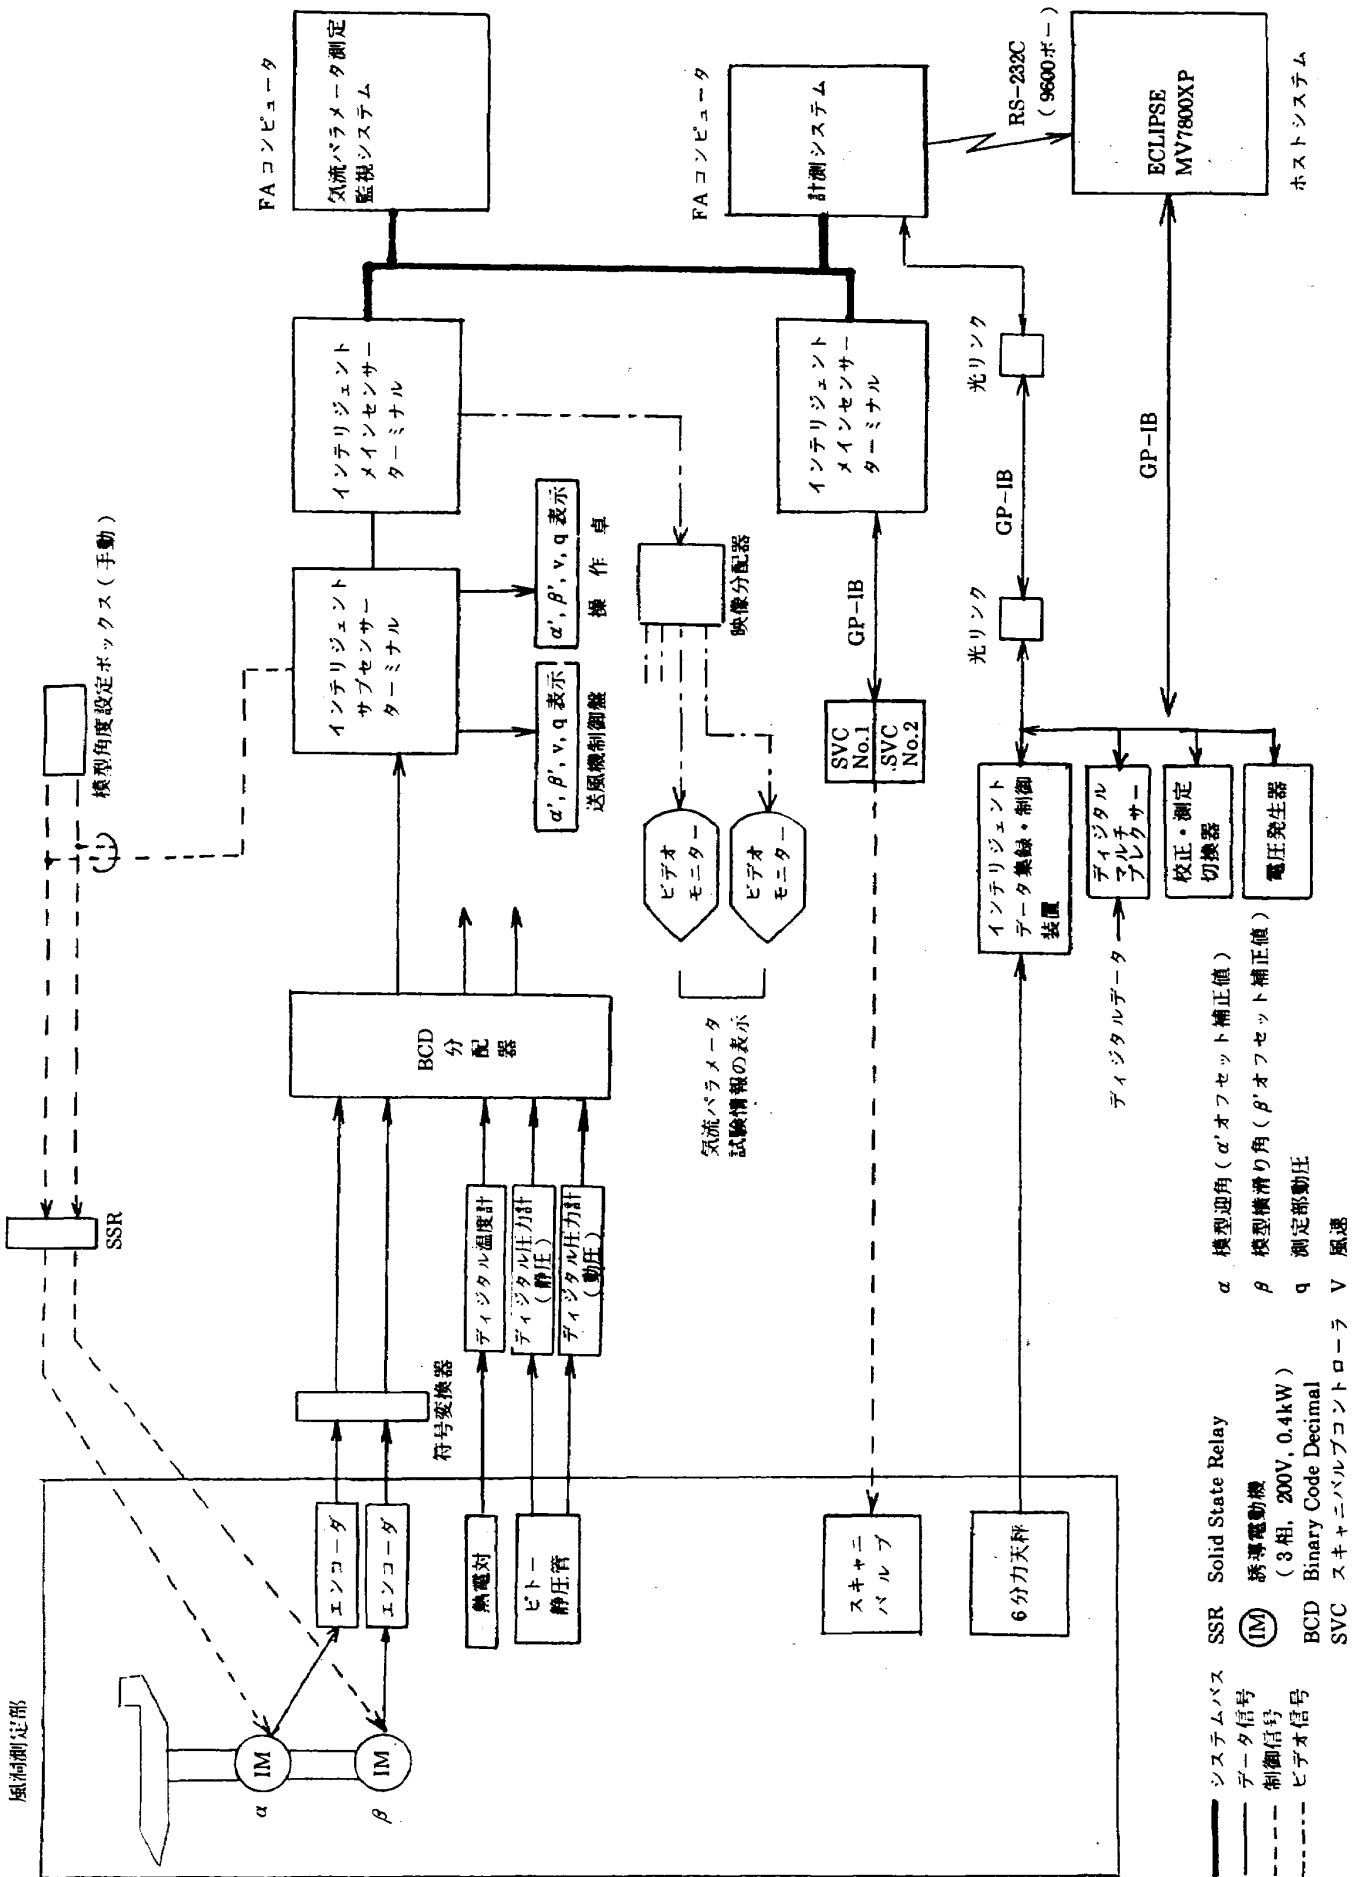 風洞測定部
α
IM
β
IM
エンコーダ
エンコーダ
熱電対
ピトー
静圧管
スキャニ
バルブ
6分力天秤
符号変換器
SSR
ディジタル温度計
ディジタル圧力計
(静圧)
ディジタル圧力計
(動圧)
BCD
分
配
器
模型角度設定ボックス(手動)
インテリジェント
サブセンサー
ターミナル
インテリジェント
メインセンサー
ターミナル
α', β', v, q 表示
送風機制御盤
α', β', v, q 表示
操 作 卓
映像分配器
ビデオ
モニター
ビデオ
モニター
気流パラメータ
試験情報の表示
FAコンピュータ
気流パラメータ測定
監視システム
FAコンピュータ
計測システム
インテリジェント
メインセンサー
ターミナル
GP-IB
SVC
No.1
SVC
No.2
RS-232C
(9600ボー)
ECLIPSE
MV7800XP
ホストシステム
光リンク
GP-IB
光リンク
GP-IB
インテリジェント
データ集録・制御
装置
ディジタル
マルチ
プレクサー
ディジタルデータ
校正・測定
切換器
電圧発生器
システムバス
データ信号
制御信号
ビデオ信号
SSR Solid State Relay
IM 誘導電動機
(3相, 200V, 0.4kW)
BCD Binary Code Decimal
SVC スキャニバルブコントローラ
α 模型迎角(α'オフセット補正値)
β 模型横滑り角(β'オフセット補正値)
q 測定部動圧
V 風速